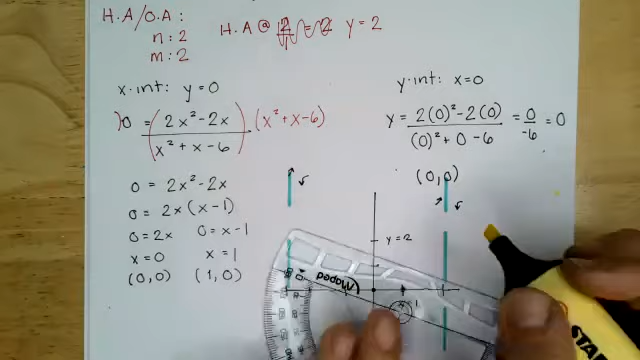 H.A/O.A:
n:2
m:2
H.A @ y=2
x-int: y=0
)0 = (2x²-2x / x²+x-6) (x²+x-6)
0 = 2x²-2x
0 = 2x(x-1)
0=2x 0=x-1
x=0 x=1
(0,0) (1,0)
y-int: x=0
y = 2(0)²-2(0) / (0)²+0-6 = 0/-6 = 0
(0,0)
y=2
Maped
STA